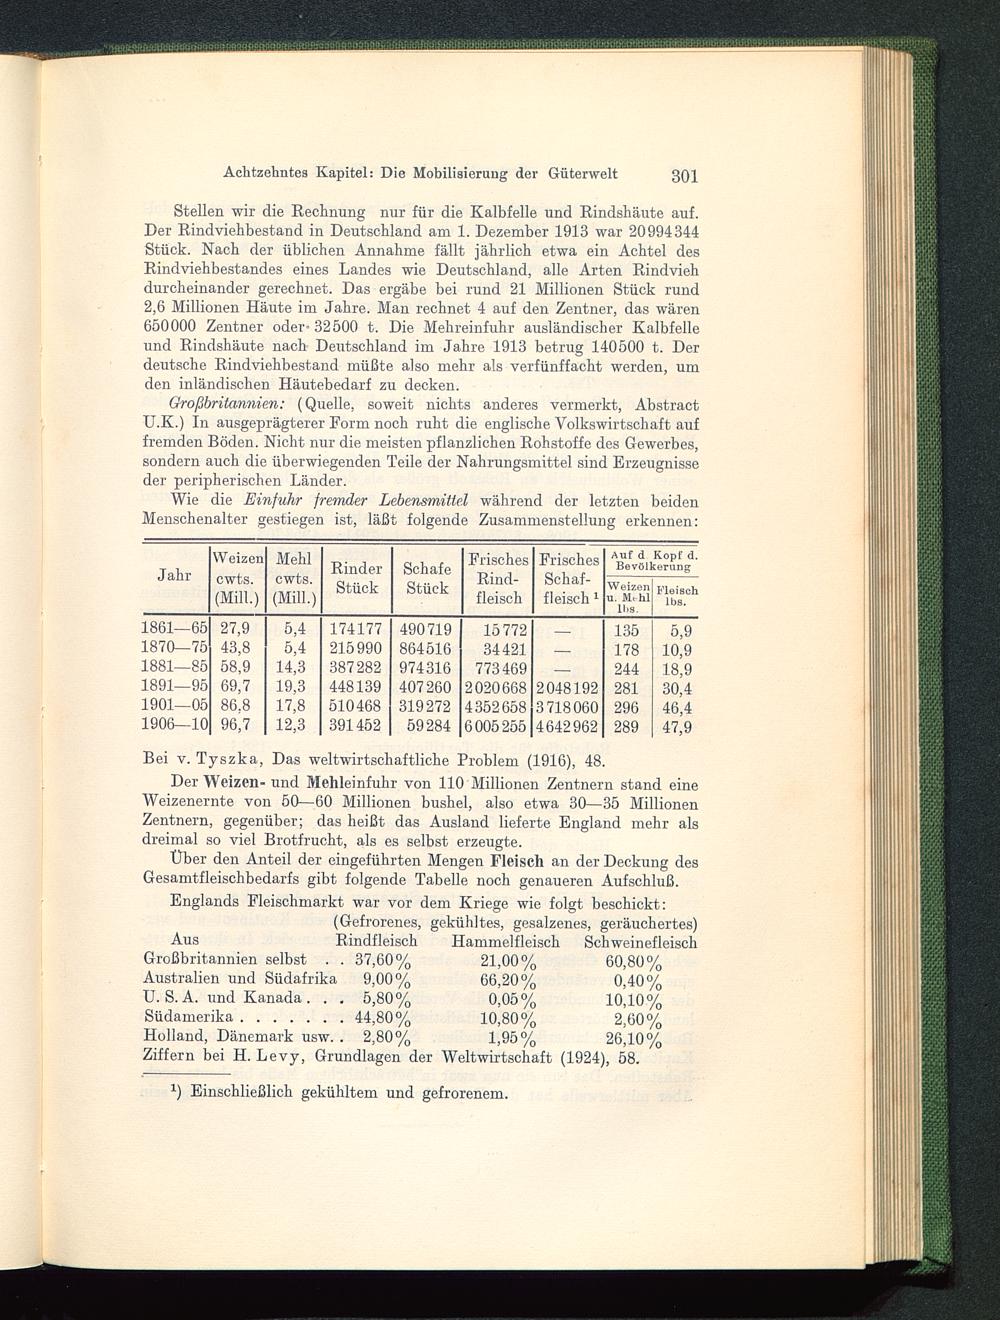 Achtzehntes Kapitel: Die Mobilisierung der Güterwelt 301
Stellen wir die Rechnung nur für die Kalbfelle und Rindshäute auf.
Der Rindviehbestand in Deutschland am 1. Dezember 1913 war 20994344
Stück. Nach der üblichen Annahme fällt jährlich etwa ein Achtel des
Rindviehbestandes eines Landes wie Deutschland, alle Arten Rindvieh
durcheinander gerechnet. Das ergäbe bei rund 21 Millionen Stück rund
2,6 Millionen Häute im Jahre. Man rechnet 4 auf den Zentner, das wären
650000 Zentner oder 32500 t. Die Mehreinfuhr ausländischer Kalbfelle
und Rindshäute nach Deutschland im Jahre 1913 betrug 140500 t. Der
deutsche Rindviehbestand müßte also mehr als verfünffacht werden, um
den inländischen Häutebedarf zu decken.
Großbritannien: (Quelle, soweit nichts anderes vermerkt, Abstract
U.K.) In ausgeprägterer Form noch ruht die englische Volkswirtschaft auf
fremden Böden. Nicht nur die meisten pflanzlichen Rohstoffe des Gewerbes,
sondern auch die überwiegenden Teile der Nahrungsmittel sind Erzeugnisse
der peripherischen Länder.
Wie die Einfuhr fremder Lebensmittel während der letzten beiden
Menschenalter gestiegen ist, läßt folgende Zusammenstellung erkennen:
Jahr | Weizen cwts. (Mill.) | Mehl cwts. (Mill.) | Rinder Stück | Schafe Stück | Frisches Rind-fleisch | Frisches Schaf-fleisch ¹ | Auf d. Kopf d. Bevölkerung Weizen u. Mehl lbs. | Fleisch lbs.
1861—65 27,9 5,4 174177 490719 15772 — 135 5,9
1870—75 43,8 5,4 215990 864516 34421 — 178 10,9
1881—85 58,9 14,3 387282 974316 773469 — 244 18,9
1891—95 69,7 19,3 448139 407260 2020668 2048192 281 30,4
1901—05 86,8 17,8 510468 319272 4352658 3718060 296 46,4
1906—10 96,7 12,3 391452 59284 6005255 4642962 289 47,9
Bei v. Tyszka, Das weltwirtschaftliche Problem (1916), 48.
Der Weizen- und Mehleinfuhr von 110 Millionen Zentnern stand eine
Weizenernte von 50—60 Millionen bushel, also etwa 30—35 Millionen
Zentnern, gegenüber; das heißt das Ausland lieferte England mehr als
dreimal so viel Brotfrucht, als es selbst erzeugte.
Über den Anteil der eingeführten Mengen Fleisch an der Deckung des
Gesamtfleischbedarfs gibt folgende Tabelle noch genaueren Aufschluß.
Englands Fleischmarkt war vor dem Kriege wie folgt beschickt:
(Gefrorenes, gekühltes, gesalzenes, geräuchertes)
Aus Rindfleisch Hammelfleisch Schweinefleisch
Großbritannien selbst . . 37,60% 21,00% 60,80%
Australien und Südafrika 9,00% 66,20% 0,40%
U. S. A. und Kanada . . . 5,80% 0,05% 10,10%
Südamerika . . . . . . . 44,80% 10,80% 2,60%
Holland, Dänemark usw. . 2,80% 1,95% 26,10%
Ziffern bei H. Levy, Grundlagen der Weltwirtschaft (1924), 58.
¹) Einschließlich gekühltem und gefrorenem.